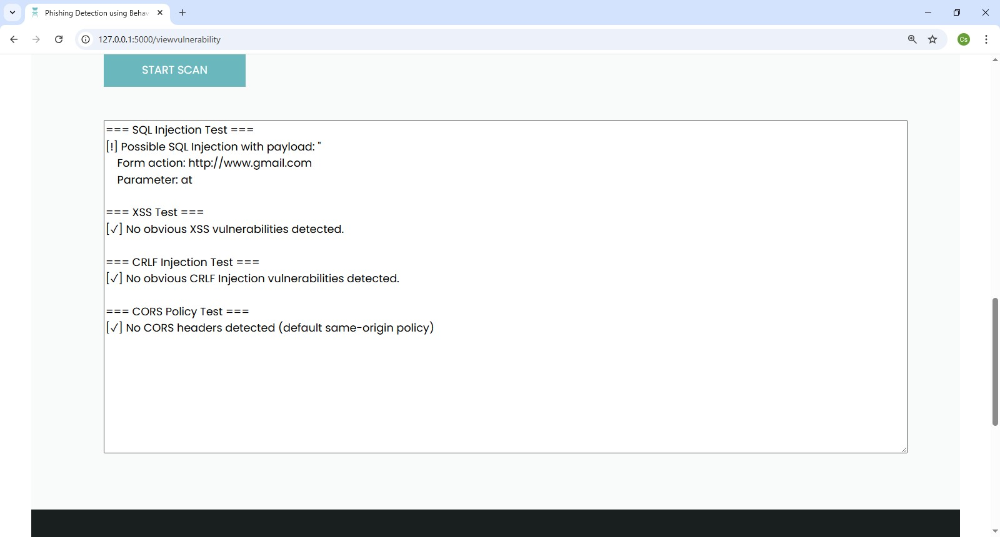 Phishing Detection using Behav
127.0.0.1:5000/viewvulnerability
Cs
START SCAN
=== SQL Injection Test ===
[!] Possible SQL Injection with payload: "
Form action: http://www.gmail.com
Parameter: at
=== XSS Test ===
[✓] No obvious XSS vulnerabilities detected.
=== CRLF Injection Test ===
[✓] No obvious CRLF Injection vulnerabilities detected.
=== CORS Policy Test ===
[✓] No CORS headers detected (default same-origin policy)